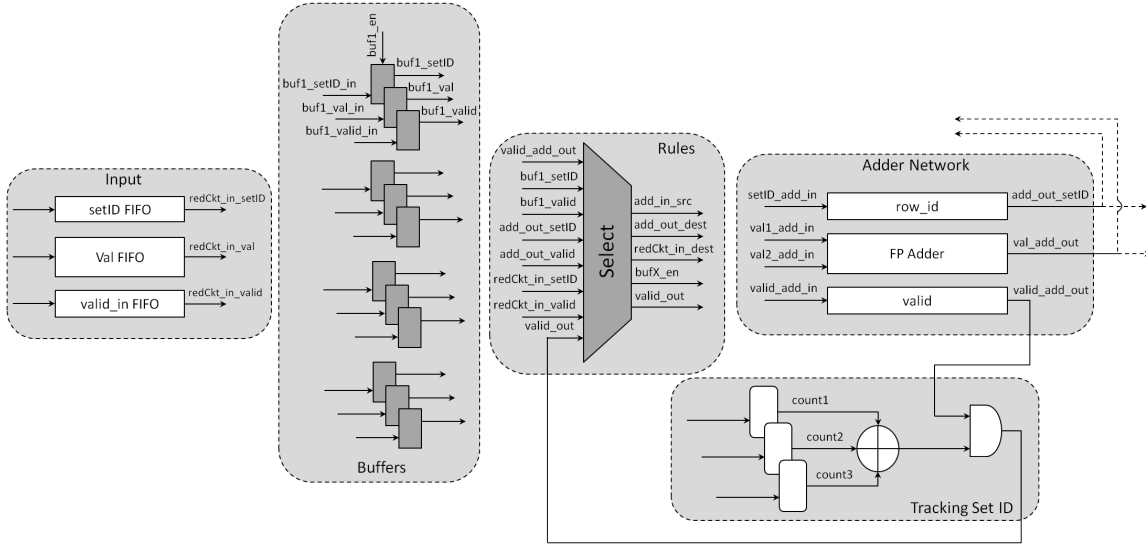 Input
setID FIFO
redCkt_in_setID
Val FIFO
redCkt_in_val
valid_in FIFO
redCkt_in_valid
buf1_en
buf1_setID
buf1_setID_in
buf1_val
buf1_val_in
buf1_valid
buf1_valid_in
Buffers
Rules
valid_add_out
buf1_setID
buf1_valid
add_out_setID
add_out_valid
redCkt_in_setID
redCkt_in_valid
valid_out
Select
add_in_src
add_out_dest
redCkt_in_dest
bufX_en
valid_out
Adder Network
setID_add_in
row_id
add_out_setID
val1_add_in
val2_add_in
FP Adder
val_add_out
valid_add_in
valid
valid_add_out
count1
count2
count3
Tracking Set ID